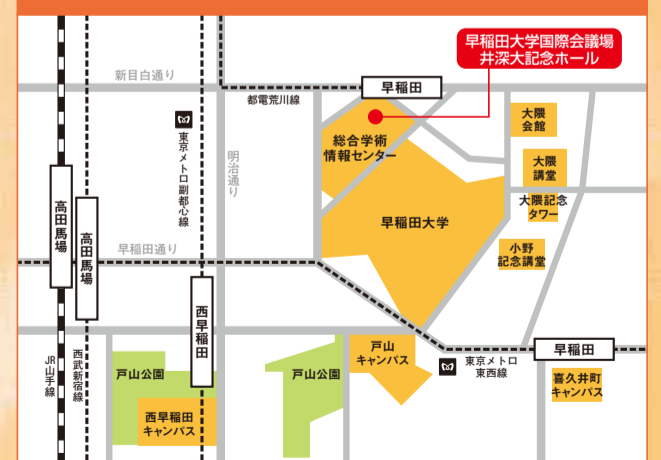 早稲田大学国際会議場
井深大記念ホール
新目白通り
早稲田
都電荒川線
大隈
会館
東京メトロ副都心線
明治通り
総合学術
情報センター
大隈
講堂
大隈記念
タワー
高田馬場
高田馬場
早稲田通り
早稲田大学
小野
記念講堂
西早稲田
戸山
キャンパス
早稲田
東京メトロ
東西線
JR山手線
西武新宿線
戸山公園
戸山公園
喜久井町
キャンパス
西早稲田
キャンパス